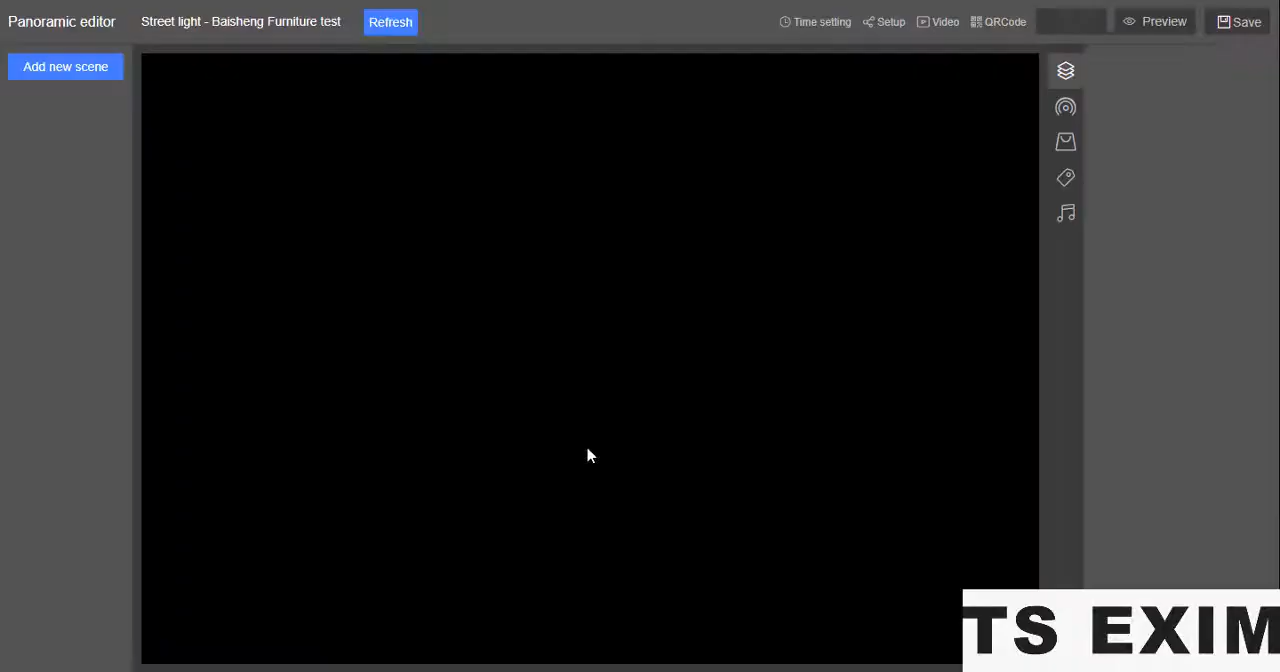 Panoramic editor
Street light - Baisheng Furniture test
Refresh
Time setting
Setup
Video
QRCode
Preview
Save
Add new scene
TS EXIM